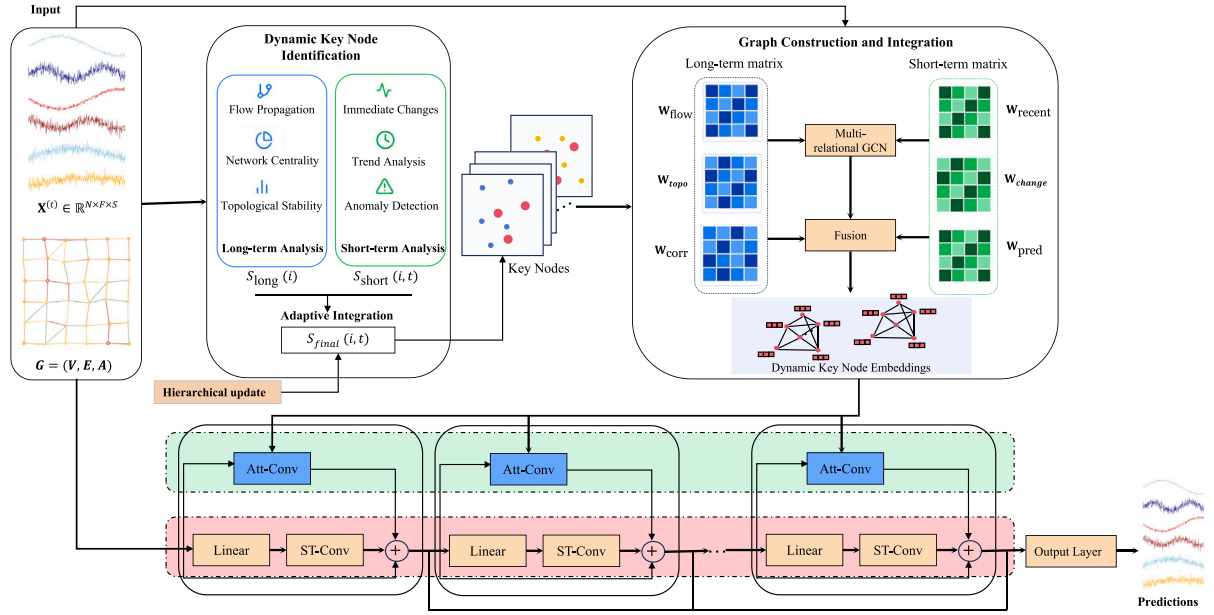 Input
X^(t) ∈ ℝ^{N×F×S}
G = (V, E, A)
Dynamic Key Node
Identification
Flow Propagation
Network Centrality
Topological Stability
Long-term Analysis
Immediate Changes
Trend Analysis
Anomaly Detection
Short-term Analysis
S_long (i)
S_short (i, t)
Adaptive Integration
S_final (i, t)
Hierarchical update
Key Nodes
Graph Construction and Integration
Long-term matrix
Short-term matrix
W_flow
W_topo
W_corr
Multi-
relational GCN
Fusion
W_recent
W_change
W_pred
Dynamic Key Node Embeddings
Att-Conv
Att-Conv
Att-Conv
Linear
ST-Conv
+
Linear
ST-Conv
+
...
Linear
ST-Conv
+
Output Layer
Predictions